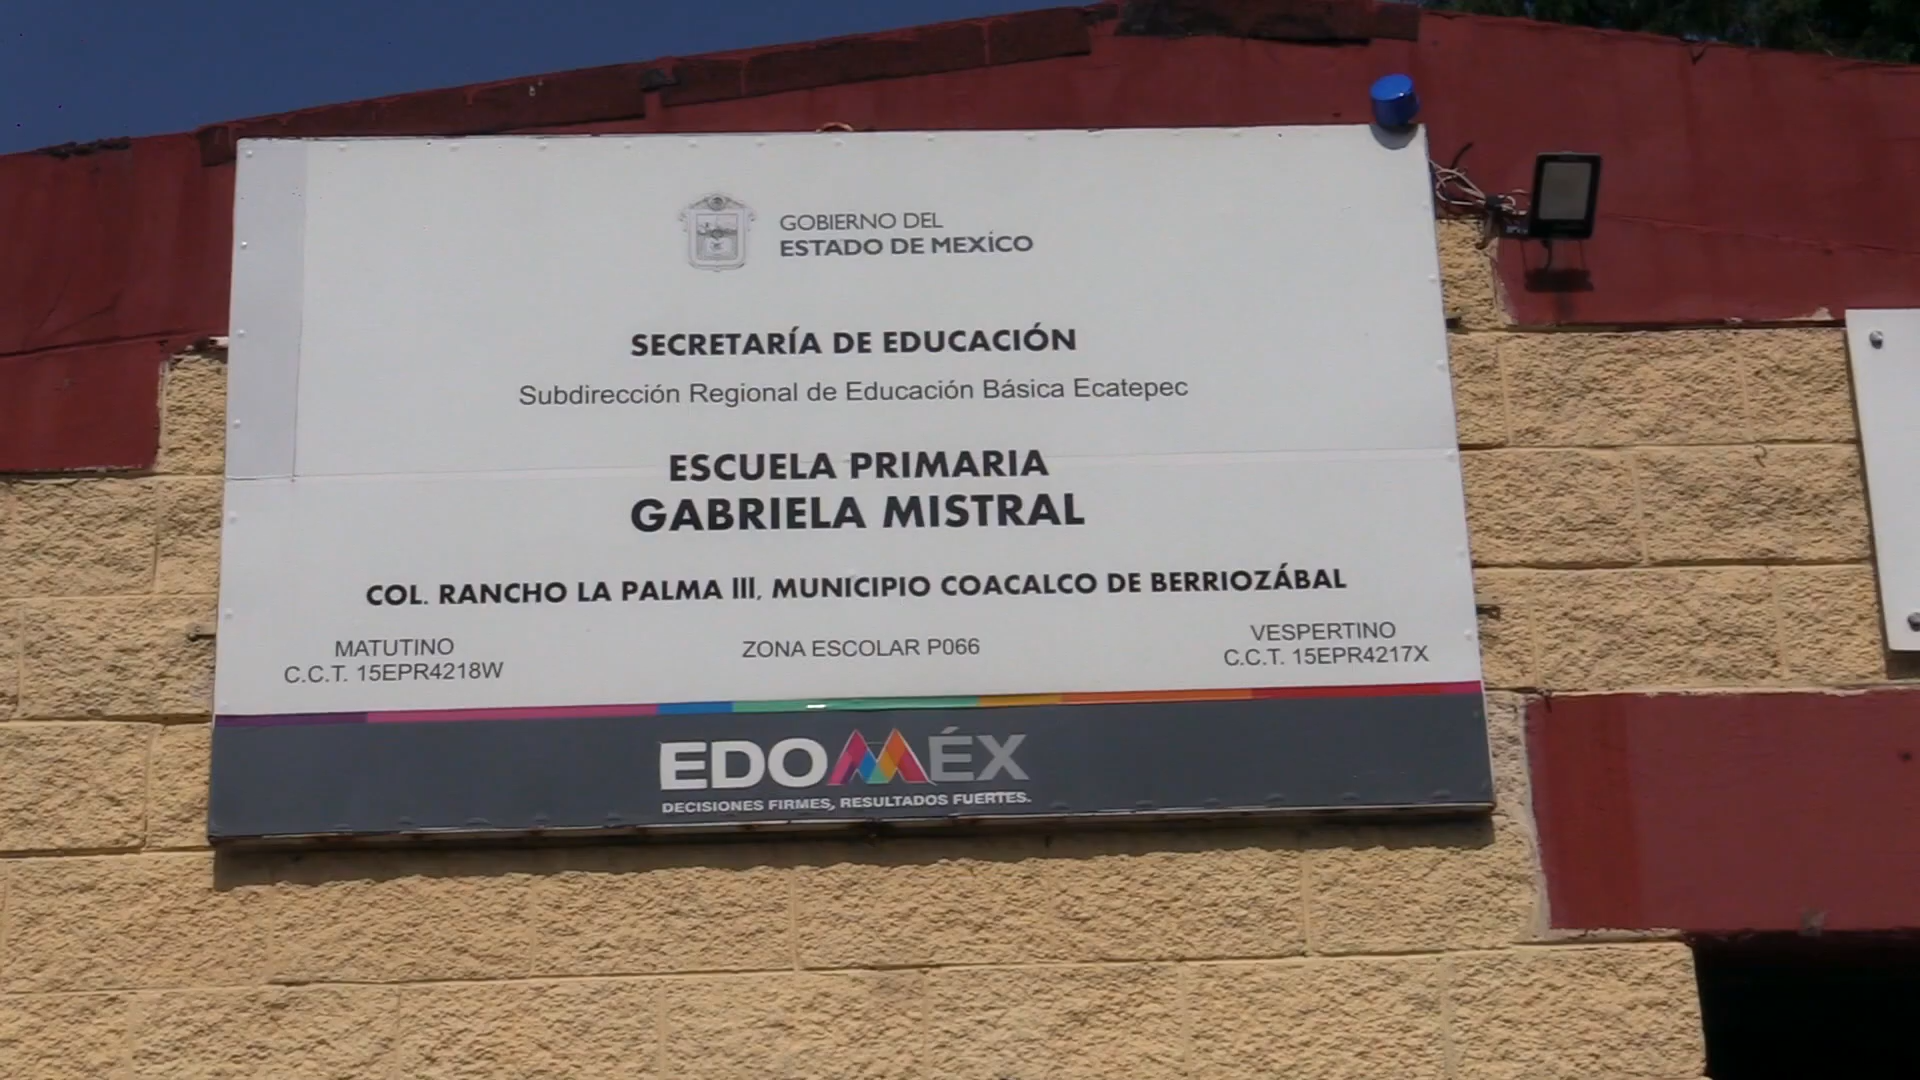 GOBIERNO DEL
ESTADO DE MEXÍCO
SECRETARÍA DE EDUCACIÓN
Subdirección Regional de Educación Básica Ecatepec
ESCUELA PRIMARIA
GABRIELA MISTRAL
COL. RANCHO LA PALMA III, MUNICIPIO COACALCO DE BERRIOZÁBAL
MATUTINO
C.C.T. 15EPR4218W
ZONA ESCOLAR P066
VESPERTINO
C.C.T. 15EPR4217X
EDOMÉX
DECISIONES FIRMES, RESULTADOS FUERTES.